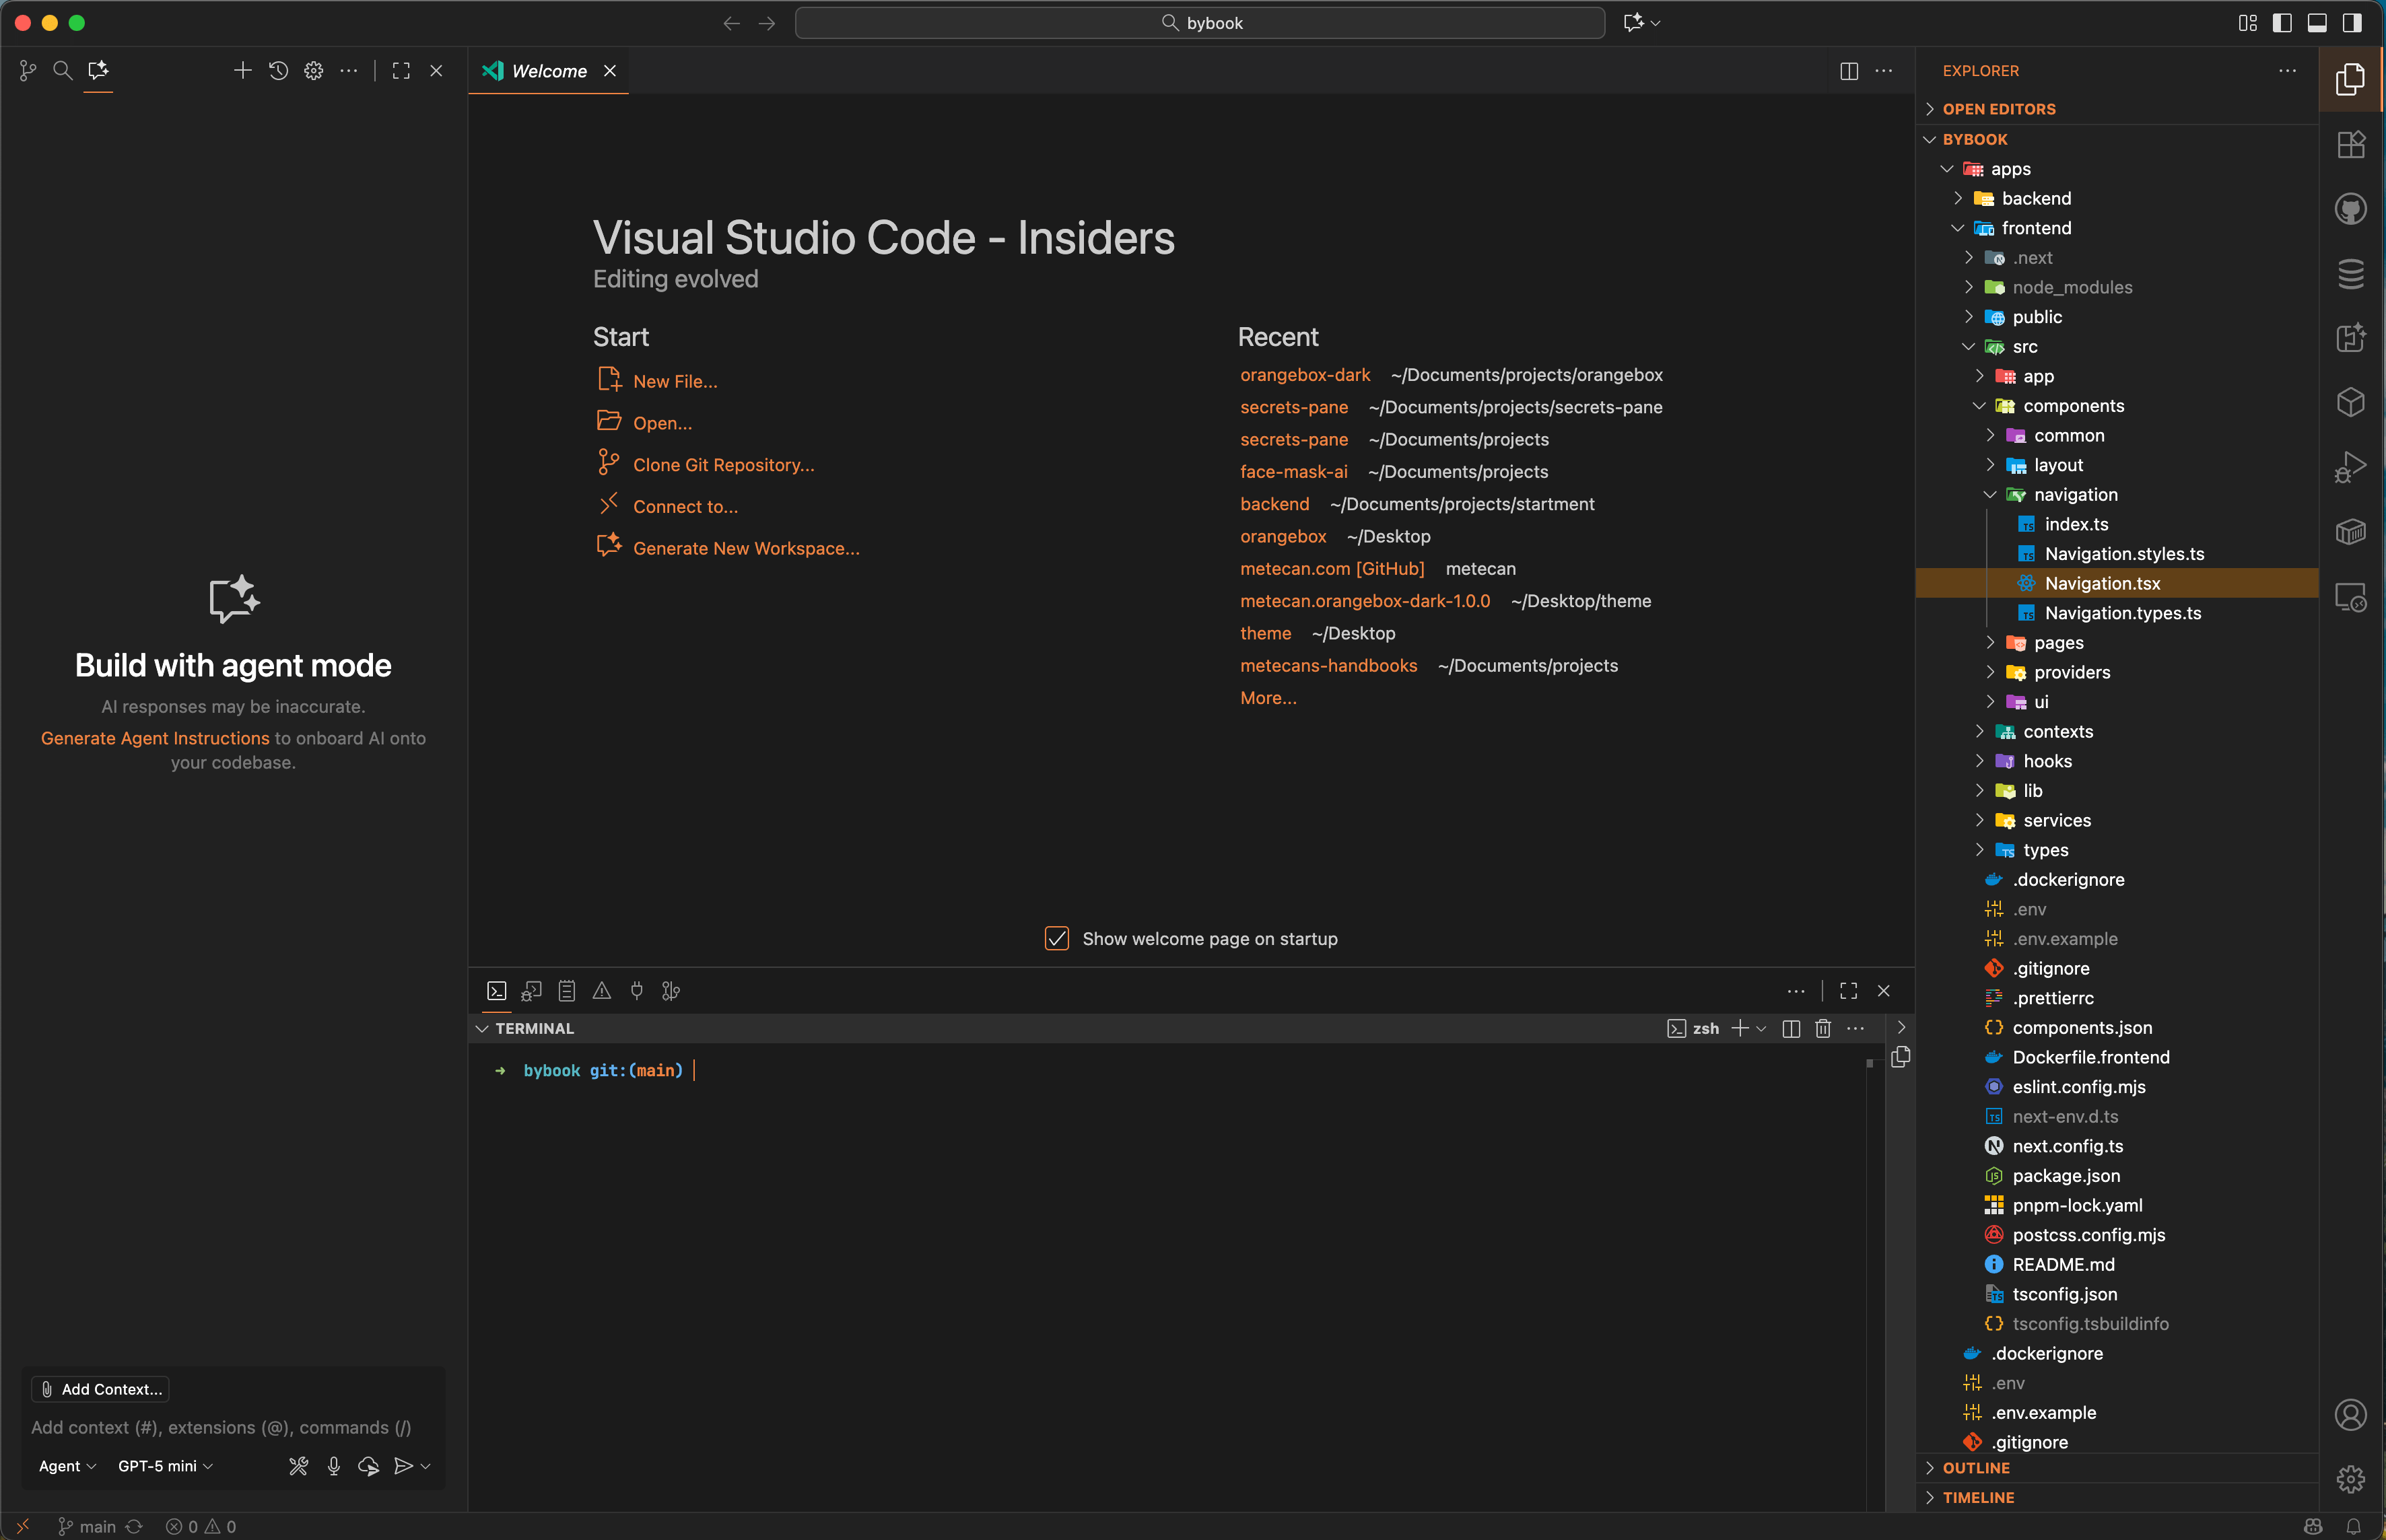 bybook
Welcome
Visual Studio Code - Insiders
Editing evolved
Start
New File...
Open...
Clone Git Repository...
Connect to...
Generate New Workspace...
Recent
orangebox-dark ~/Documents/projects/orangebox
secrets-pane ~/Documents/projects/secrets-pane
secrets-pane ~/Documents/projects
face-mask-ai ~/Documents/projects
backend ~/Documents/projects/startment
orangebox ~/Desktop
metecan.com [GitHub] metecan
metecan.orangebox-dark-1.0.0 ~/Desktop/theme
theme ~/Desktop
metecans-handbooks ~/Documents/projects
More...
Show welcome page on startup
Build with agent mode
AI responses may be inaccurate.
Generate Agent Instructions to onboard AI onto
your codebase.
Add Context...
Add context (#), extensions (@), commands (/)
Agent GPT-5 mini
TERMINAL
zsh
➜ bybook git:(main)
EXPLORER
OPEN EDITORS
BYBOOK
apps
backend
frontend
.next
node_modules
public
src
app
components
common
layout
navigation
index.ts
Navigation.styles.ts
Navigation.tsx
Navigation.types.ts
pages
providers
ui
contexts
hooks
lib
services
types
.dockerignore
.env
.env.example
.gitignore
.prettierrc
components.json
Dockerfile.frontend
eslint.config.mjs
next-env.d.ts
next.config.ts
package.json
pnpm-lock.yaml
postcss.config.mjs
README.md
tsconfig.json
tsconfig.tsbuildinfo
.dockerignore
.env
.env.example
.gitignore
OUTLINE
TIMELINE
main 0 0